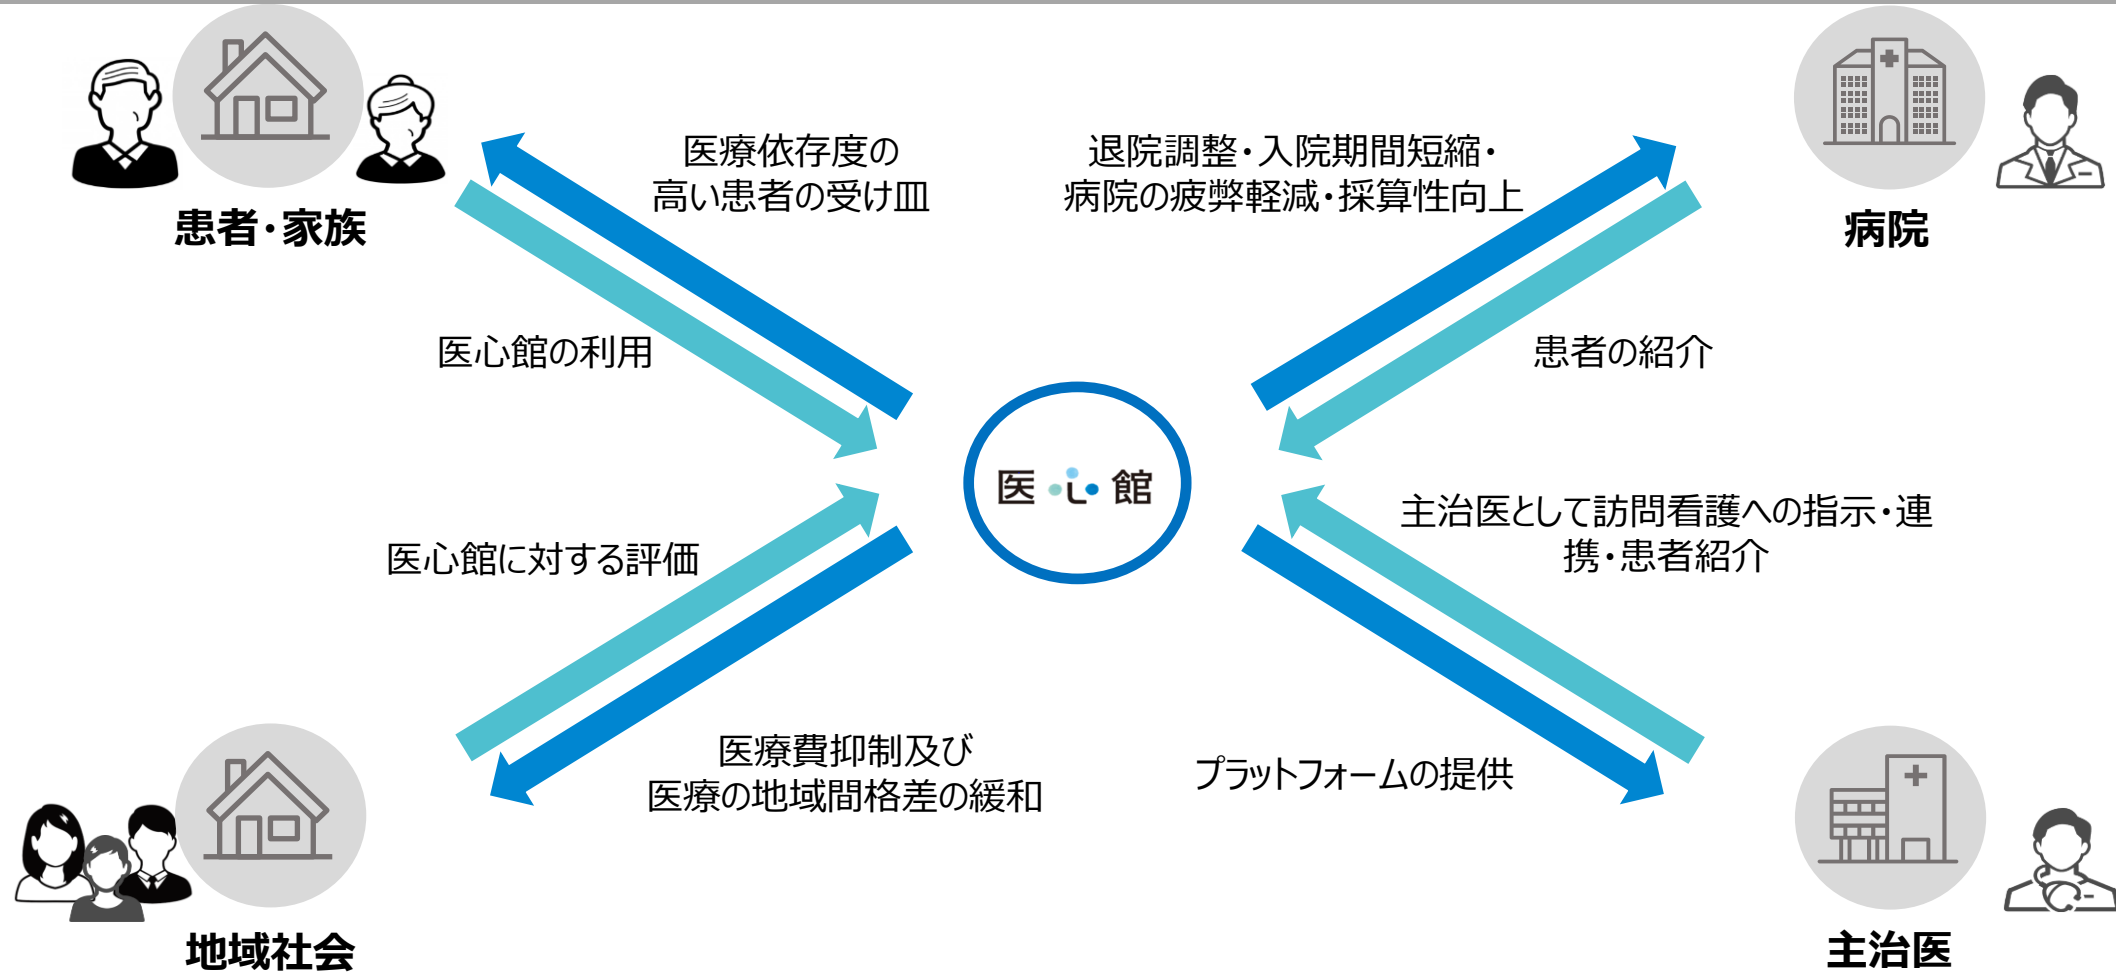 医療依存度の
高い患者の受け皿
退院調整・入院期間短縮・
病院の疲弊軽減・採算性向上
患者・家族
病院
医心館の利用
患者の紹介
医心館
主治医として訪問看護への指示・連
携・患者紹介
医心館に対する評価
医療費抑制及び
医療の地域間格差の緩和
プラットフォームの提供
地域社会
主治医